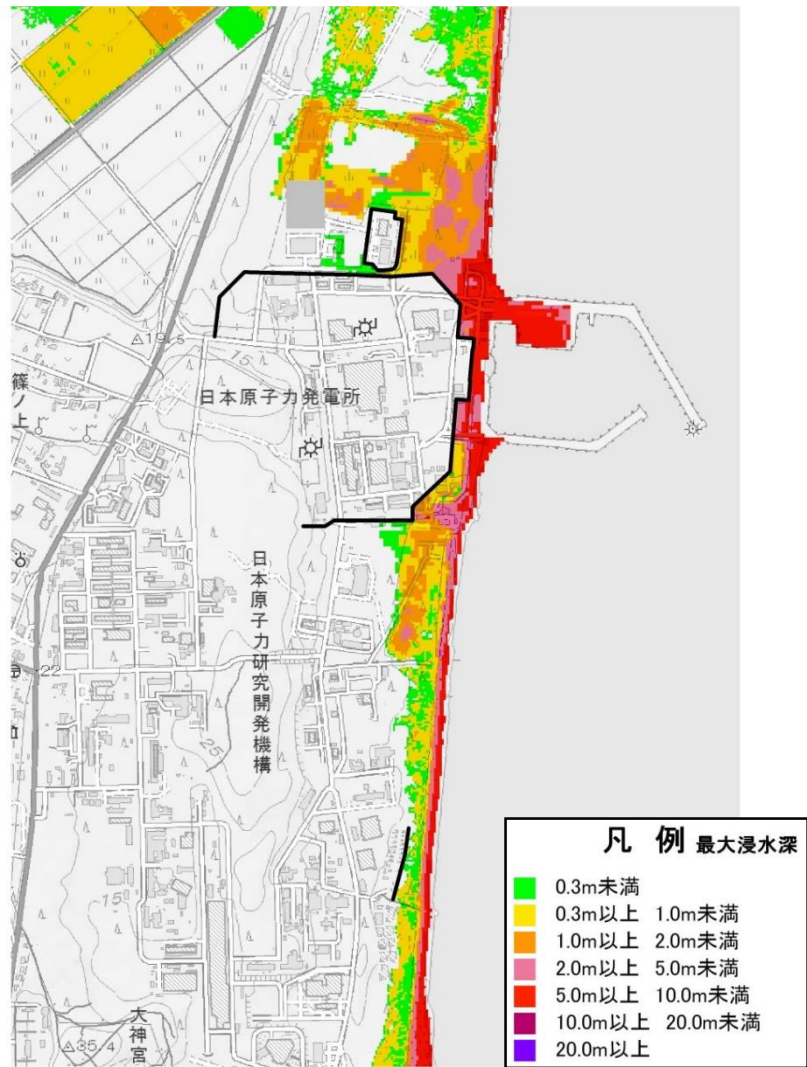 △19.5
15
日本原子力発電所
篠ノ上
日本原子力研究開発機構
22
25
15
大神宮
△35.4
凡 例 最大浸水深
0.3m未満
0.3m以上 1.0m未満
1.0m以上 2.0m未満
2.0m以上 5.0m未満
5.0m以上 10.0m未満
10.0m以上 20.0m未満
20.0m以上